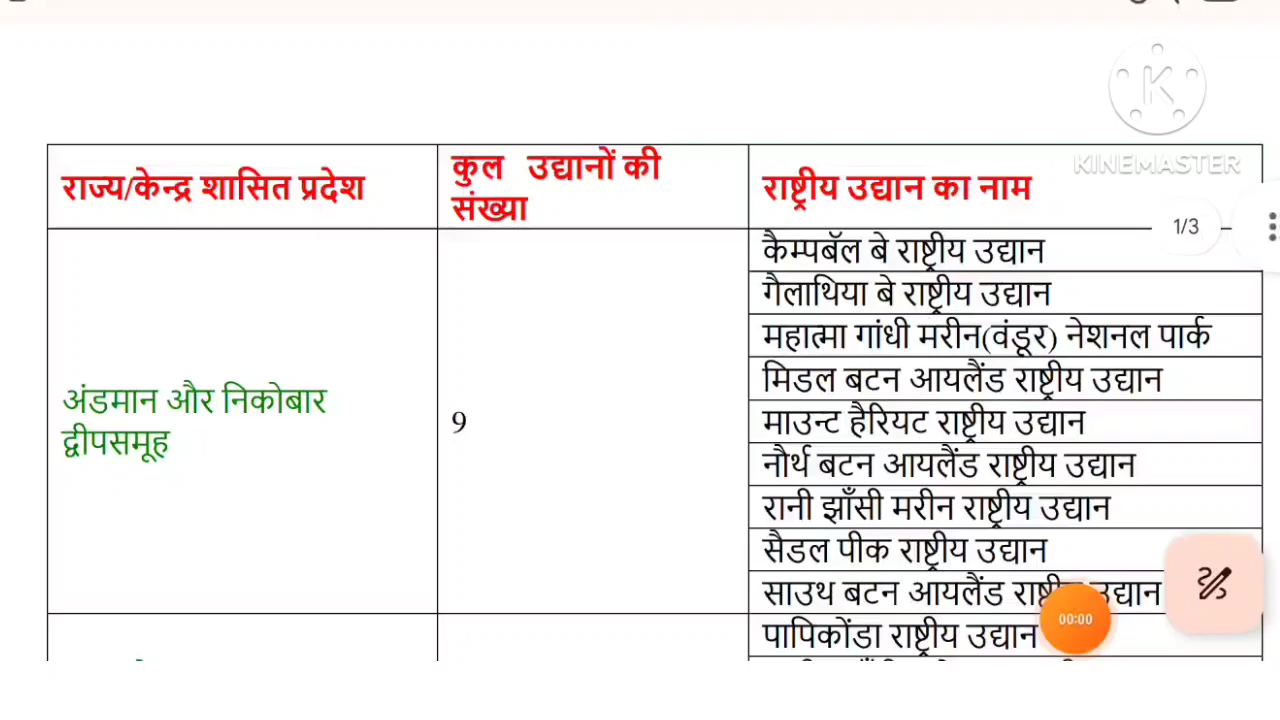 KINEMASTER
राज्य/केन्द्र शासित प्रदेश
कुल उद्यानों की
संख्या
राष्ट्रीय उद्यान का नाम
1/3
अंडमान और निकोबार
द्वीपसमूह
9
कैम्पबॅल बे राष्ट्रीय उद्यान
गैलाथिया बे राष्ट्रीय उद्यान
महात्मा गांधी मरीन(वंडूर) नेशनल पार्क
मिडल बटन आयलैंड राष्ट्रीय उद्यान
माउन्ट हैरियट राष्ट्रीय उद्यान
नौर्थ बटन आयलैंड राष्ट्रीय उद्यान
रानी झाँसी मरीन राष्ट्रीय उद्यान
सैडल पीक राष्ट्रीय उद्यान
साउथ बटन आयलैंड राष्ट्रीय उद्यान
00:00
पापिकोंडा राष्ट्रीय उद्यान